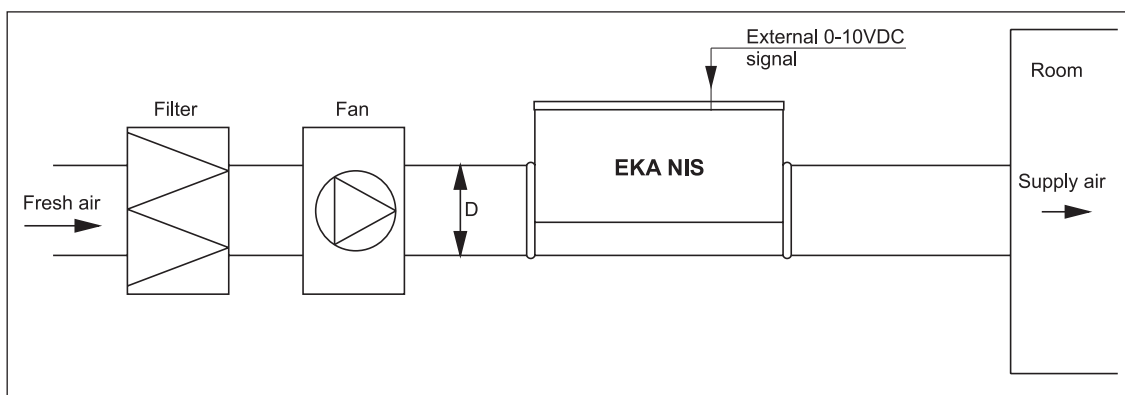 External 0-10VDC
signal
Room
Filter
Fan
EKA NIS
Fresh air
D
Supply air